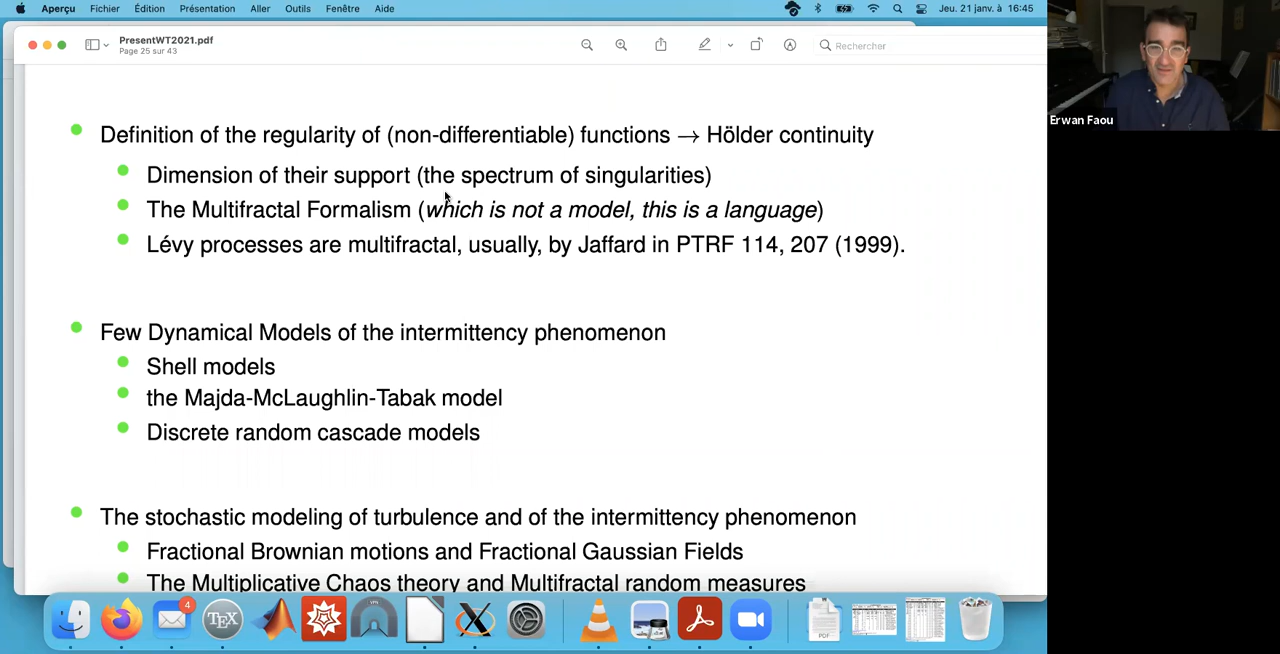 Aperçu Fichier Édition Présentation Aller Outils Fenêtre Aide Jeu. 21 janv. à 16:45
PresentWT2021.pdf
Page 25 sur 43
Rechercher
Definition of the regularity of (non-differentiable) functions → Hölder continuity
Dimension of their support (the spectrum of singularities)
The Multifractal Formalism (which is not a model, this is a language)
Lévy processes are multifractal, usually, by Jaffard in PTRF 114, 207 (1999).
Few Dynamical Models of the intermittency phenomenon
Shell models
the Majda-McLaughlin-Tabak model
Discrete random cascade models
The stochastic modeling of turbulence and of the intermittency phenomenon
Fractional Brownian motions and Fractional Gaussian Fields
The Multiplicative Chaos theory and Multifractal random measures
Erwan Faou
4
TEX
VPN
PDF